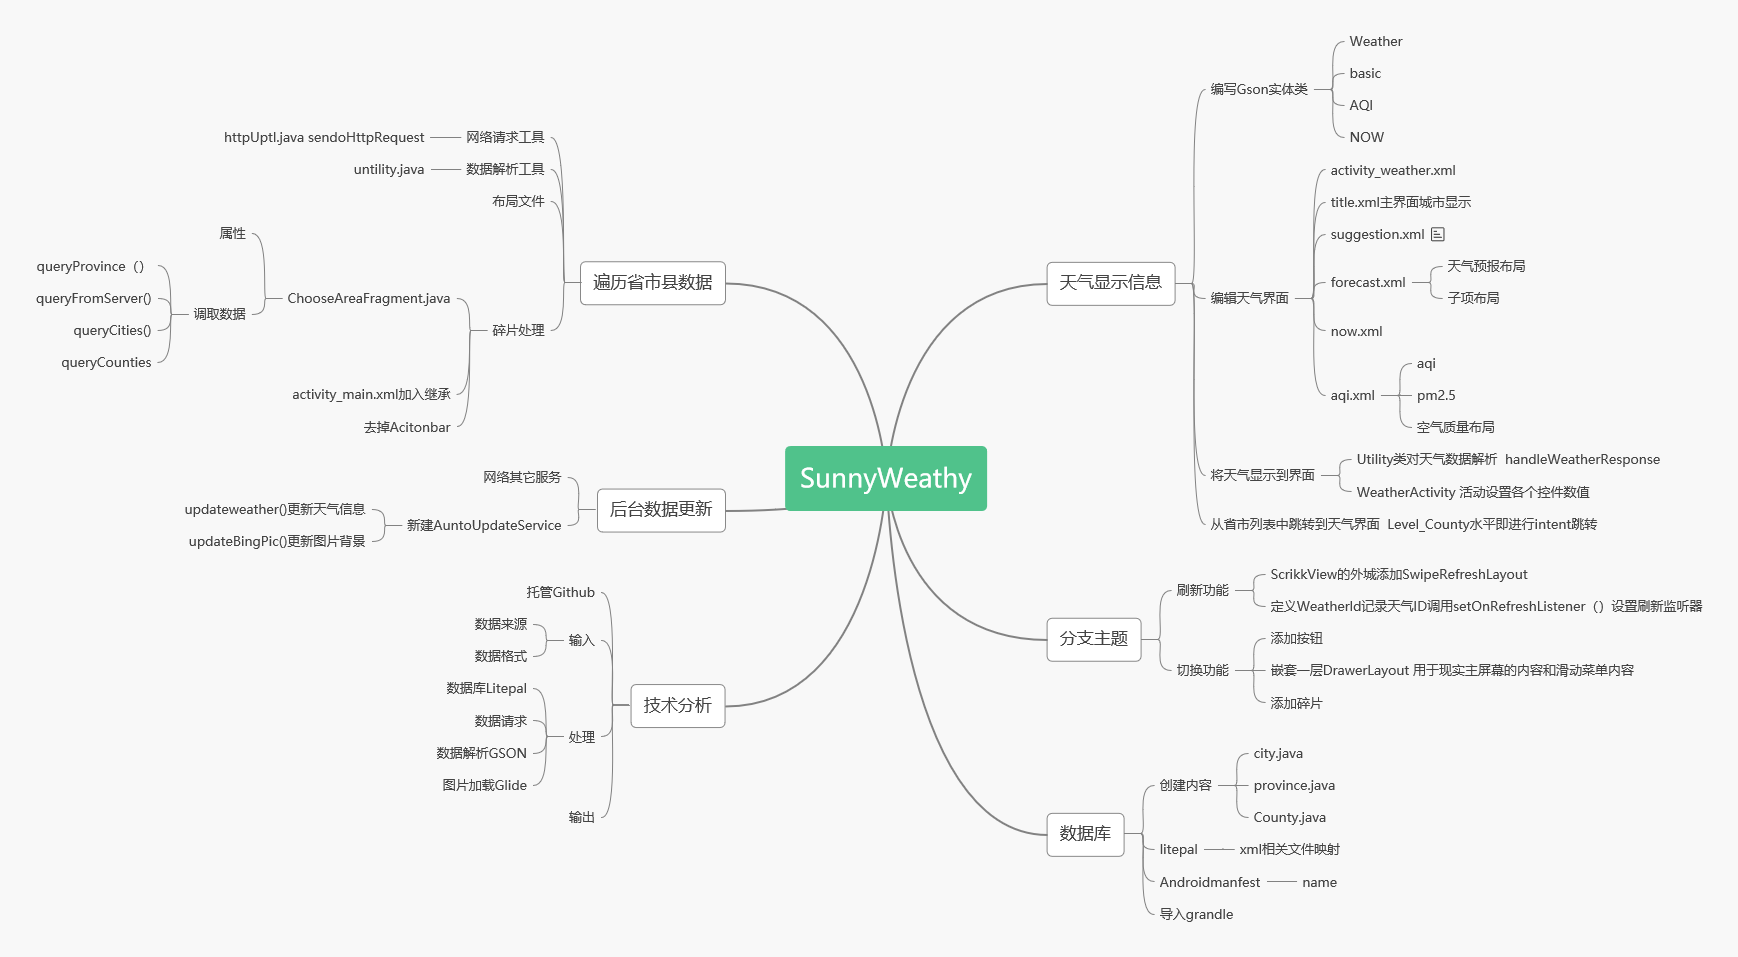 SunnyWeathy
天气显示信息
编写Gson实体类
Weather
basic
AQI
NOW
编辑天气界面
activity_weather.xml
title.xml主界面城市显示
suggestion.xml
forecast.xml
天气预报布局
子项布局
now.xml
aqi.xml
aqi
pm2.5
空气质量布局
将天气显示到界面
Utility类对天气数据解析 handleWeatherResponse
WeatherActivity 活动设置各个控件数值
从省市列表中跳转到天气界面 Level_County水平即进行intent跳转
分支主题
刷新功能
ScrikkView的外城添加SwipeRefreshLayout
定义WeatherId记录天气ID调用setOnRefreshListener（）设置刷新监听器
切换功能
添加按钮
嵌套一层DrawerLayout 用于现实主屏幕的内容和滑动菜单内容
添加碎片
数据库
创建内容
city.java
province.java
County.java
litepal
xml相关文件映射
Androidmanfest
name
导入grandle
遍历省市县数据
网络请求工具
httpUptl.java sendoHttpRequest
数据解析工具
untility.java
布局文件
碎片处理
ChooseAreaFragment.java
属性
调取数据
queryProvince（）
queryFromServer()
queryCities()
queryCounties
activity_main.xml加入继承
去掉Acitonbar
后台数据更新
网络其它服务
新建AuntoUpdateService
updateweather()更新天气信息
updateBingPic()更新图片背景
技术分析
托管Github
输入
数据来源
数据格式
处理
数据库Litepal
数据请求
数据解析GSON
图片加载Glide
输出